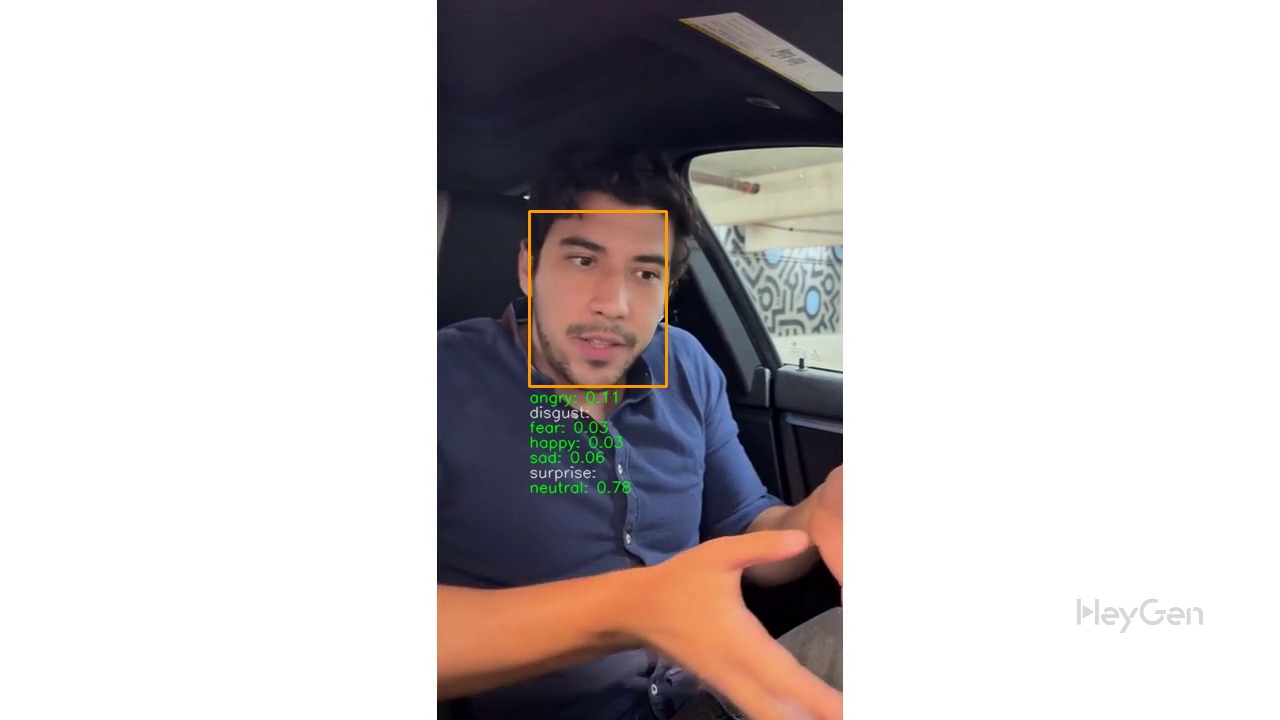 angry: 0.11
disgust:
fear: 0.03
happy: 0.03
sad: 0.06
surprise:
neutral: 0.78
HeyGen